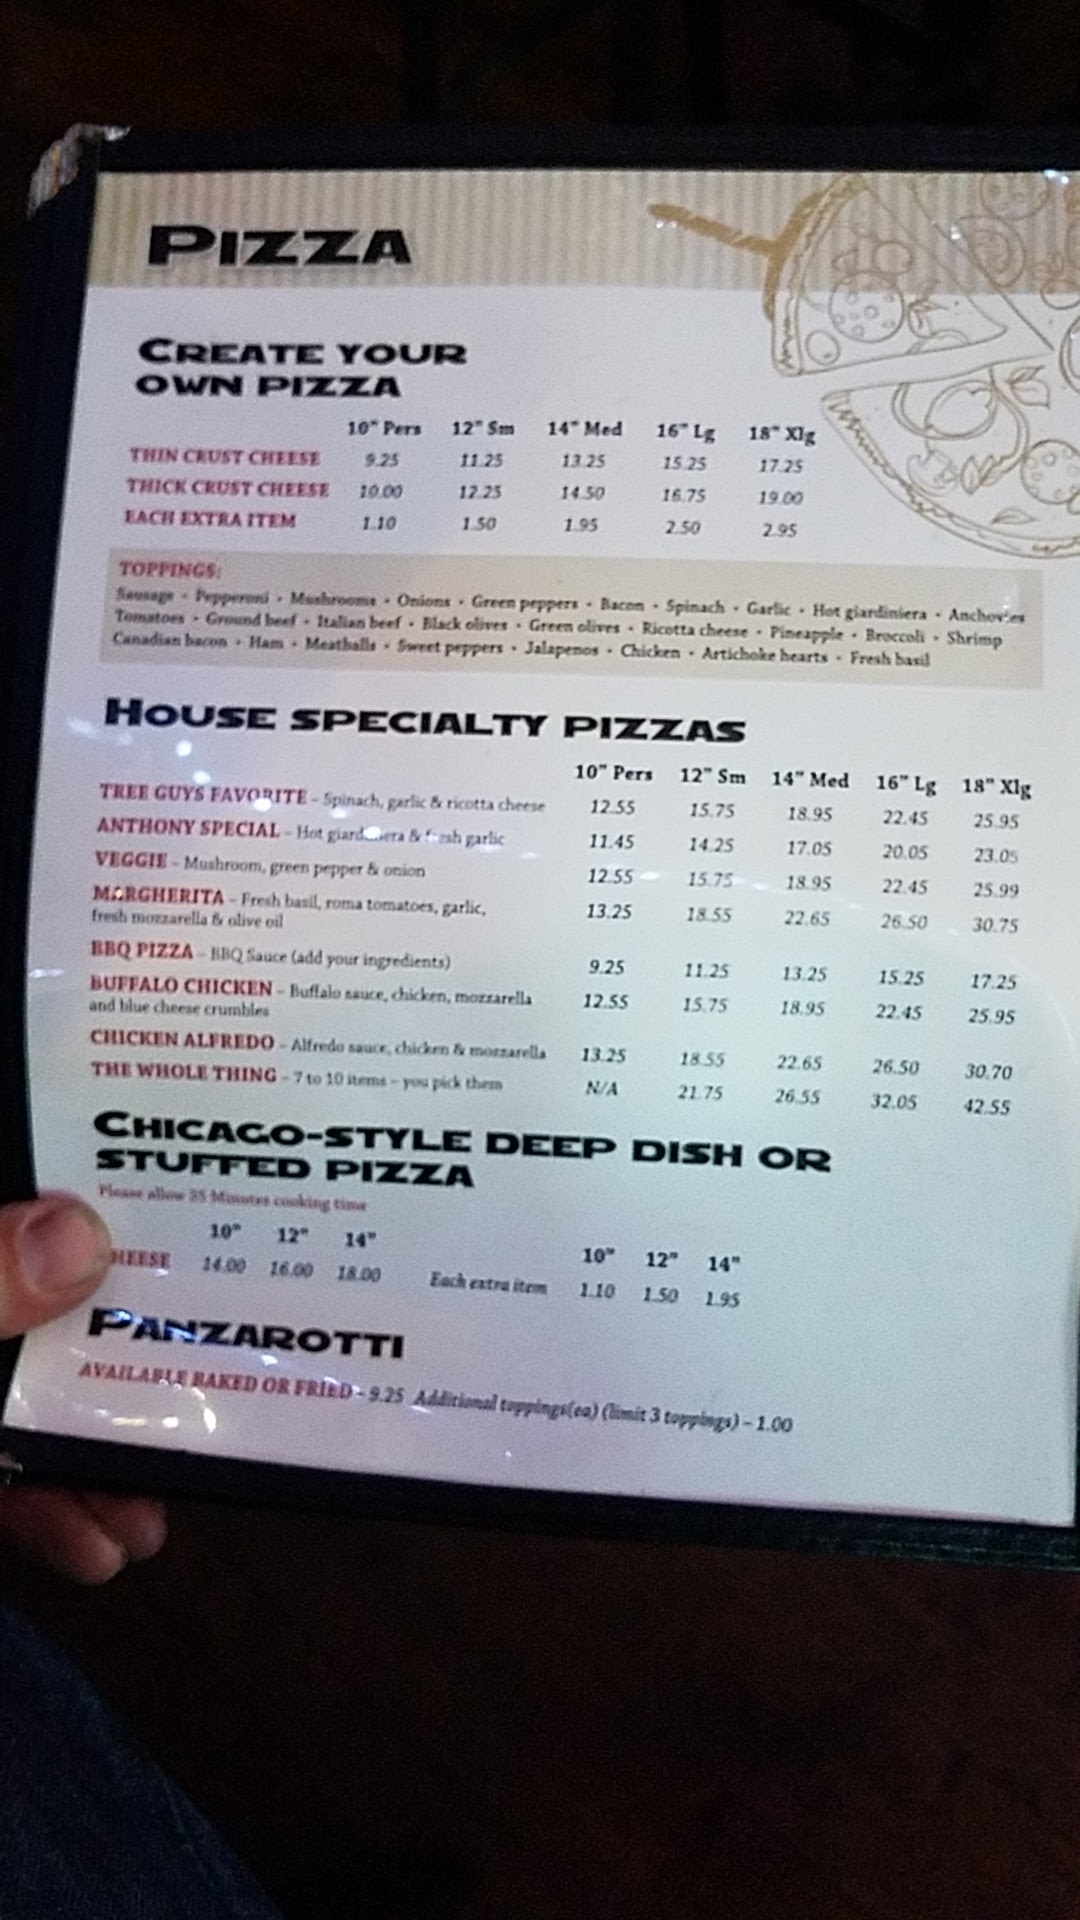 PIZZA
CREATE YOUR
OWN PIZZA
10" Pers 12" Sm 14" Med 16" Lg 18" Xlg
THIN CRUST CHEESE 9.25 11.25 13.25 15.25 17.25
THICK CRUST CHEESE 10.00 12.25 14.50 16.75 19.00
EACH EXTRA ITEM 1.10 1.50 1.95 2.50 2.95
TOPPINGS:
Sausage • Pepperoni • Mushrooms • Onions • Green peppers • Bacon • Spinach • Garlic • Hot giardiniera • Anchovies
Tomatoes • Ground beef • Italian beef • Black olives • Green olives • Ricotta cheese • Pineapple • Broccoli • Shrimp
Canadian bacon • Ham • Meatballs • Sweet peppers • Jalapenos • Chicken • Artichoke hearts • Fresh basil
HOUSE SPECIALTY PIZZAS
10" Pers 12" Sm 14" Med 16" Lg 18" Xlg
TREE GUYS FAVORITE – Spinach, garlic & ricotta cheese 12.55 15.75 18.95 22.45 25.95
ANTHONY SPECIAL – Hot giardiniera & fresh garlic 11.45 14.25 17.05 20.05 23.05
VEGGIE – Mushroom, green pepper & onion 12.55 15.75 18.95 22.45 25.99
MARGHERITA – Fresh basil, roma tomatoes, garlic,
fresh mozzarella & olive oil 13.25 18.55 22.65 26.50 30.75
BBQ PIZZA – BBQ Sauce (add your ingredients) 9.25 11.25 13.25 15.25 17.25
BUFFALO CHICKEN – Buffalo sauce, chicken, mozzarella
and blue cheese crumbles 12.55 15.75 18.95 22.45 25.95
CHICKEN ALFREDO – Alfredo sauce, chicken & mozzarella 13.25 18.55 22.65 26.50 30.70
THE WHOLE THING – 7 to 10 items – you pick them N/A 21.75 26.55 32.05 42.55
CHICAGO-STYLE DEEP DISH OR
STUFFED PIZZA
Please allow 35 Minutes cooking time
10" 12" 14" 10" 12" 14"
HEESE 14.00 16.00 18.00 Each extra item 1.10 1.50 1.95
PANZAROTTI
AVAILABLE BAKED OR FRIED – 9.25 Additional toppings(ea) (limit 3 toppings) – 1.00